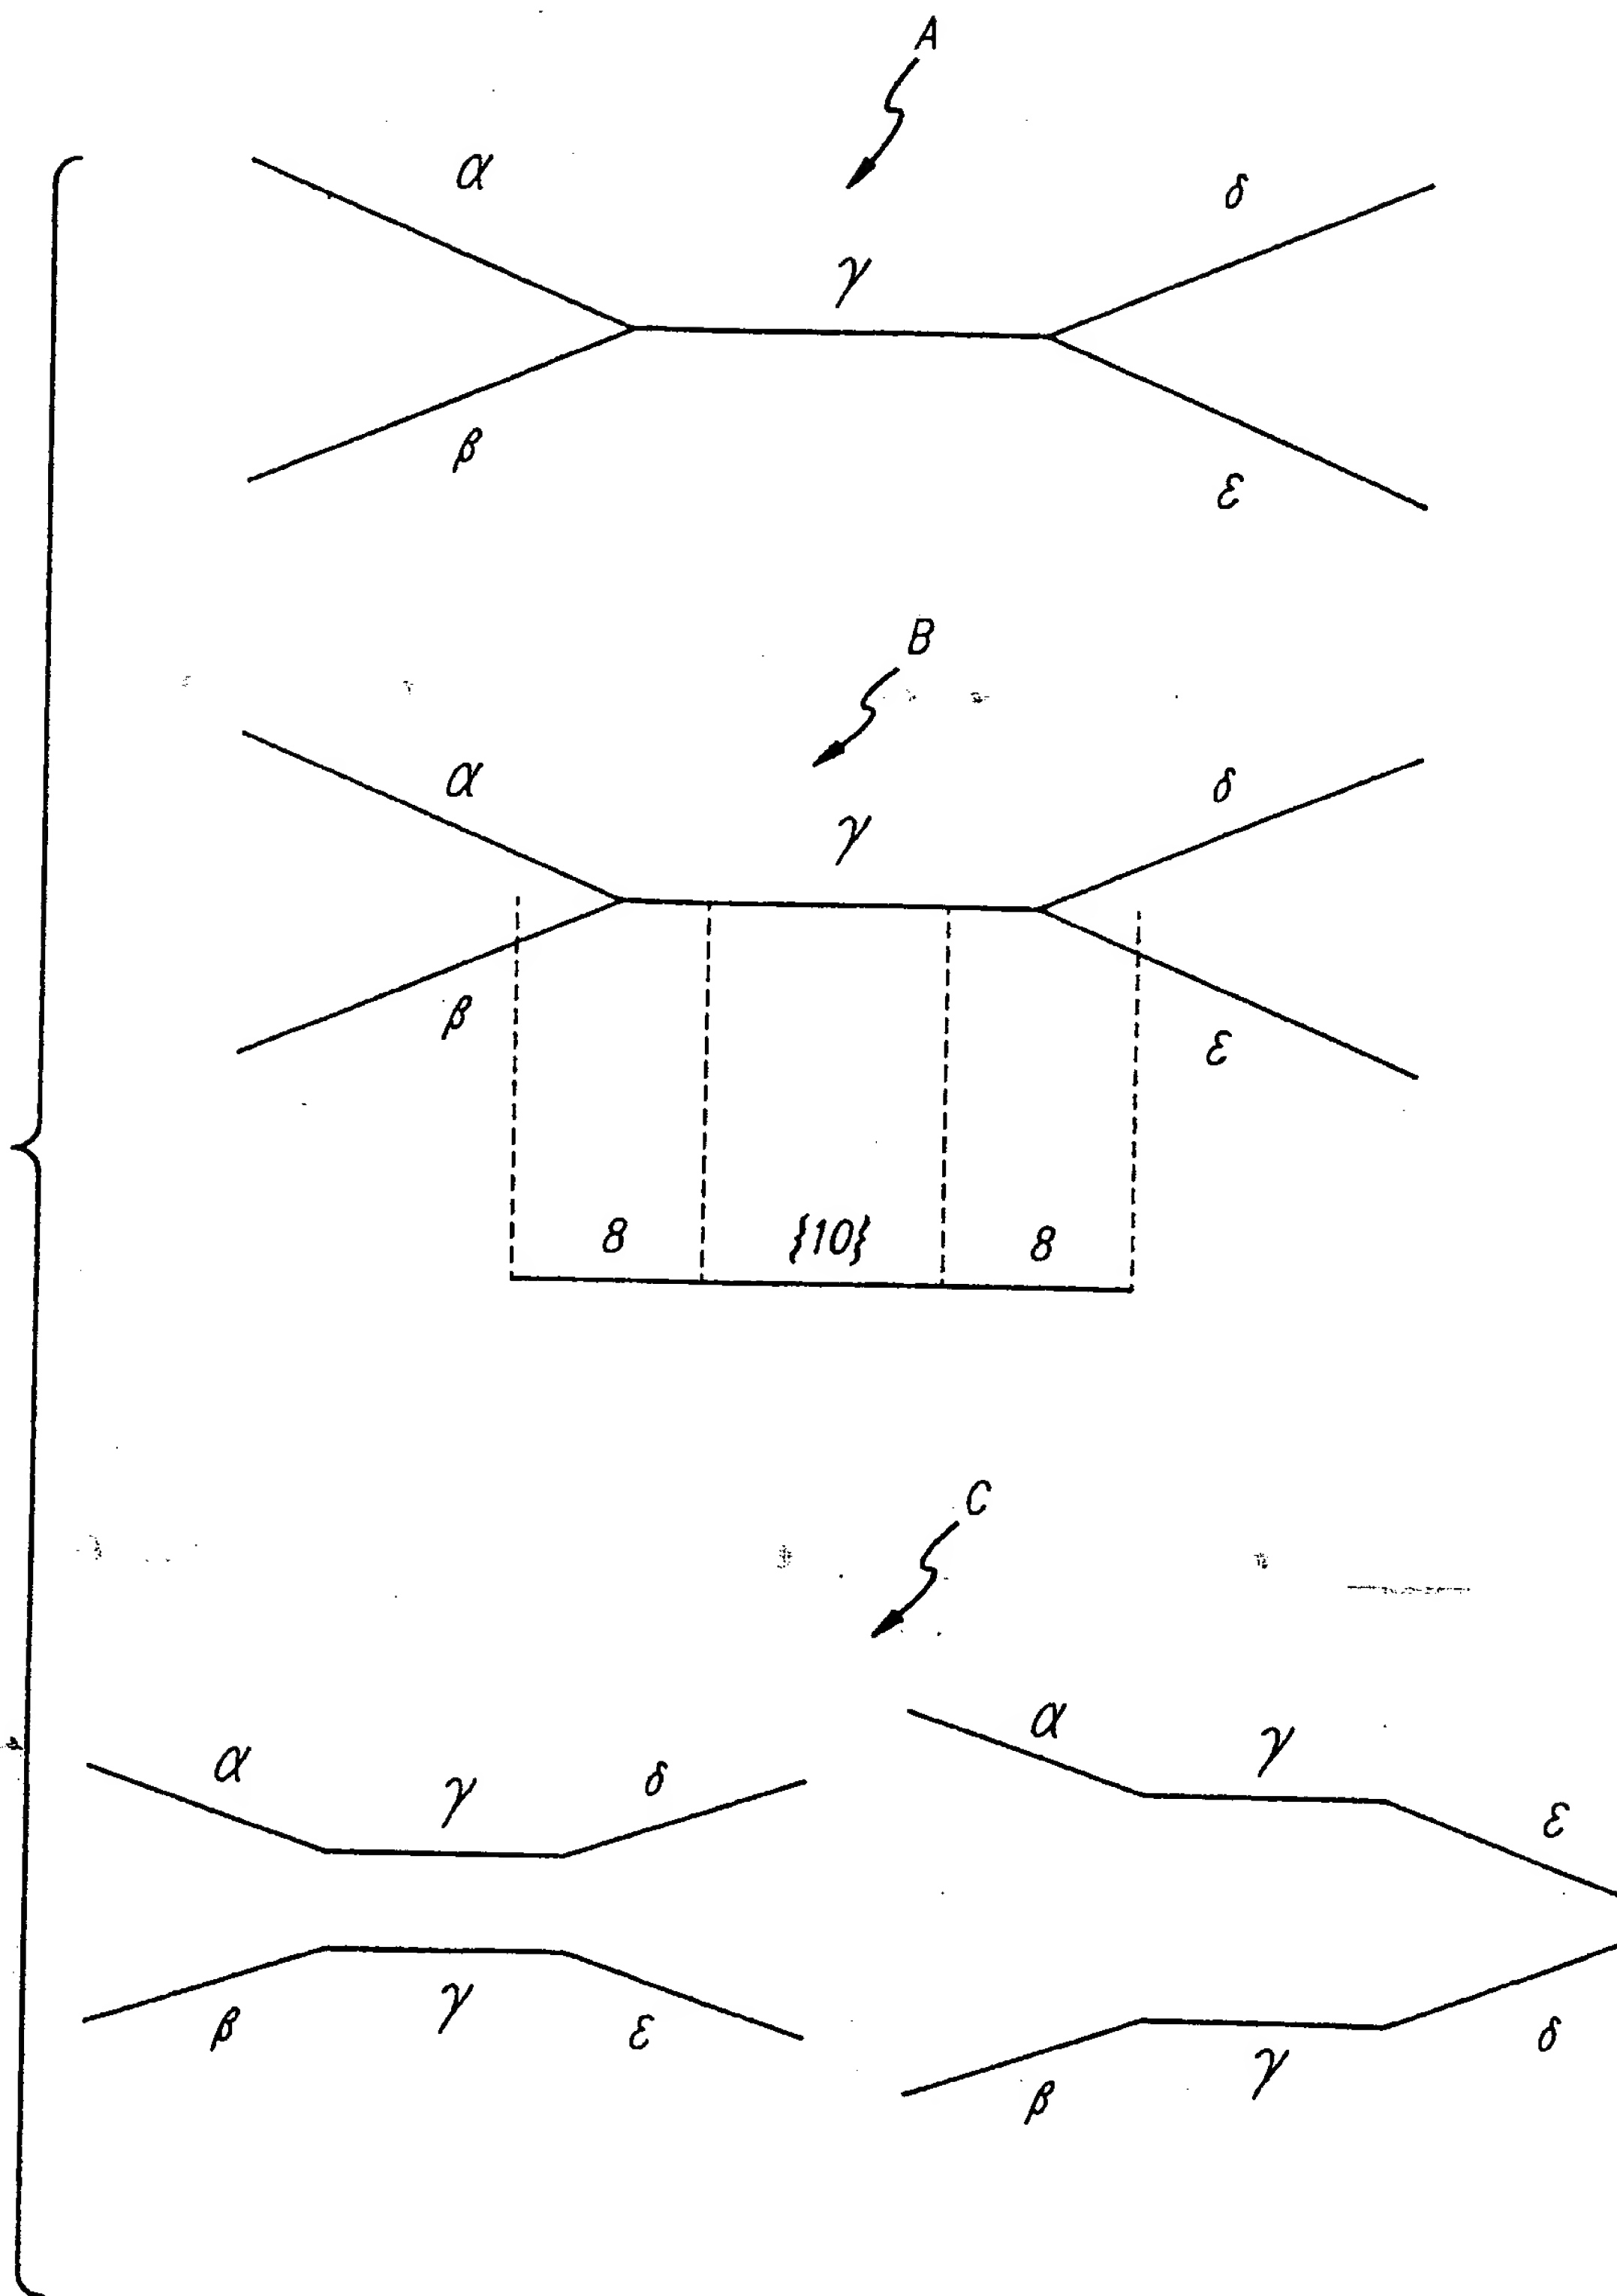 A
α δ
γ
β ε
B
α δ
γ
β ε
8 {10} 8
C
α γ δ
β γ ε
α γ ε
β γ δ